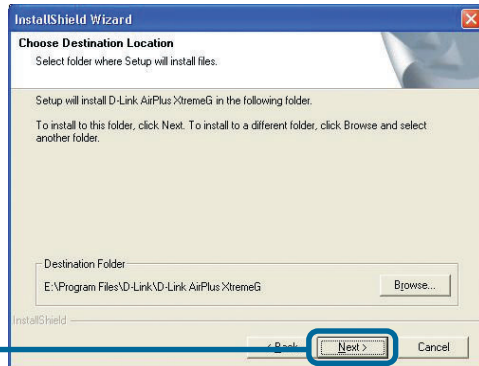 InstallShield Wizard
Choose Destination Location
Select folder where Setup will install files.
Setup will install D-Link AirPlus XtremeG in the following folder.
To install to this folder, click Next. To install to a different folder, click Browse and select
another folder.
Destination Folder
E:\Program Files\D-Link\D-Link AirPlus XtremeG
Browse...
InstallShield
< Back
Next >
Cancel